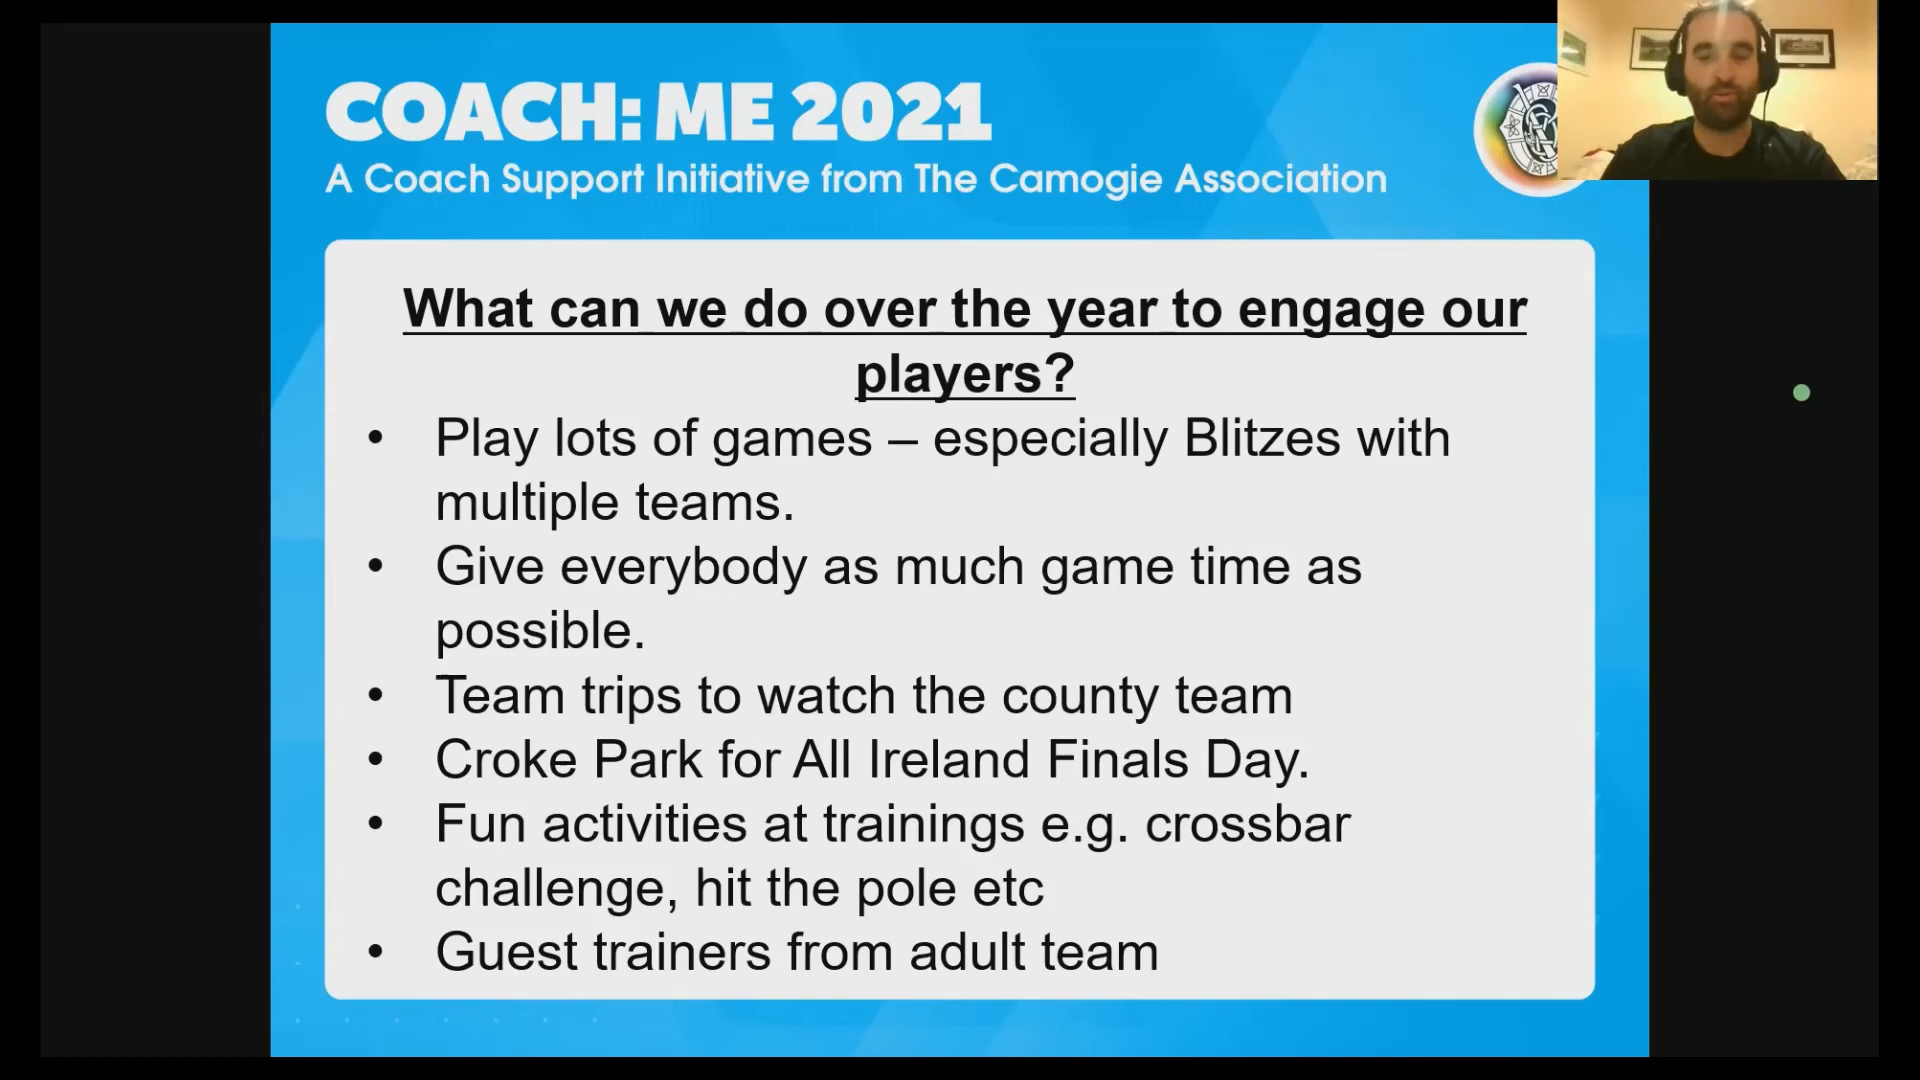 COACH: ME 2021
A Coach Support Initiative from The Camogie Association
What can we do over the year to engage our
players?
• Play lots of games – especially Blitzes with
multiple teams.
• Give everybody as much game time as
possible.
• Team trips to watch the county team
• Croke Park for All Ireland Finals Day.
• Fun activities at trainings e.g. crossbar
challenge, hit the pole etc
• Guest trainers from adult team